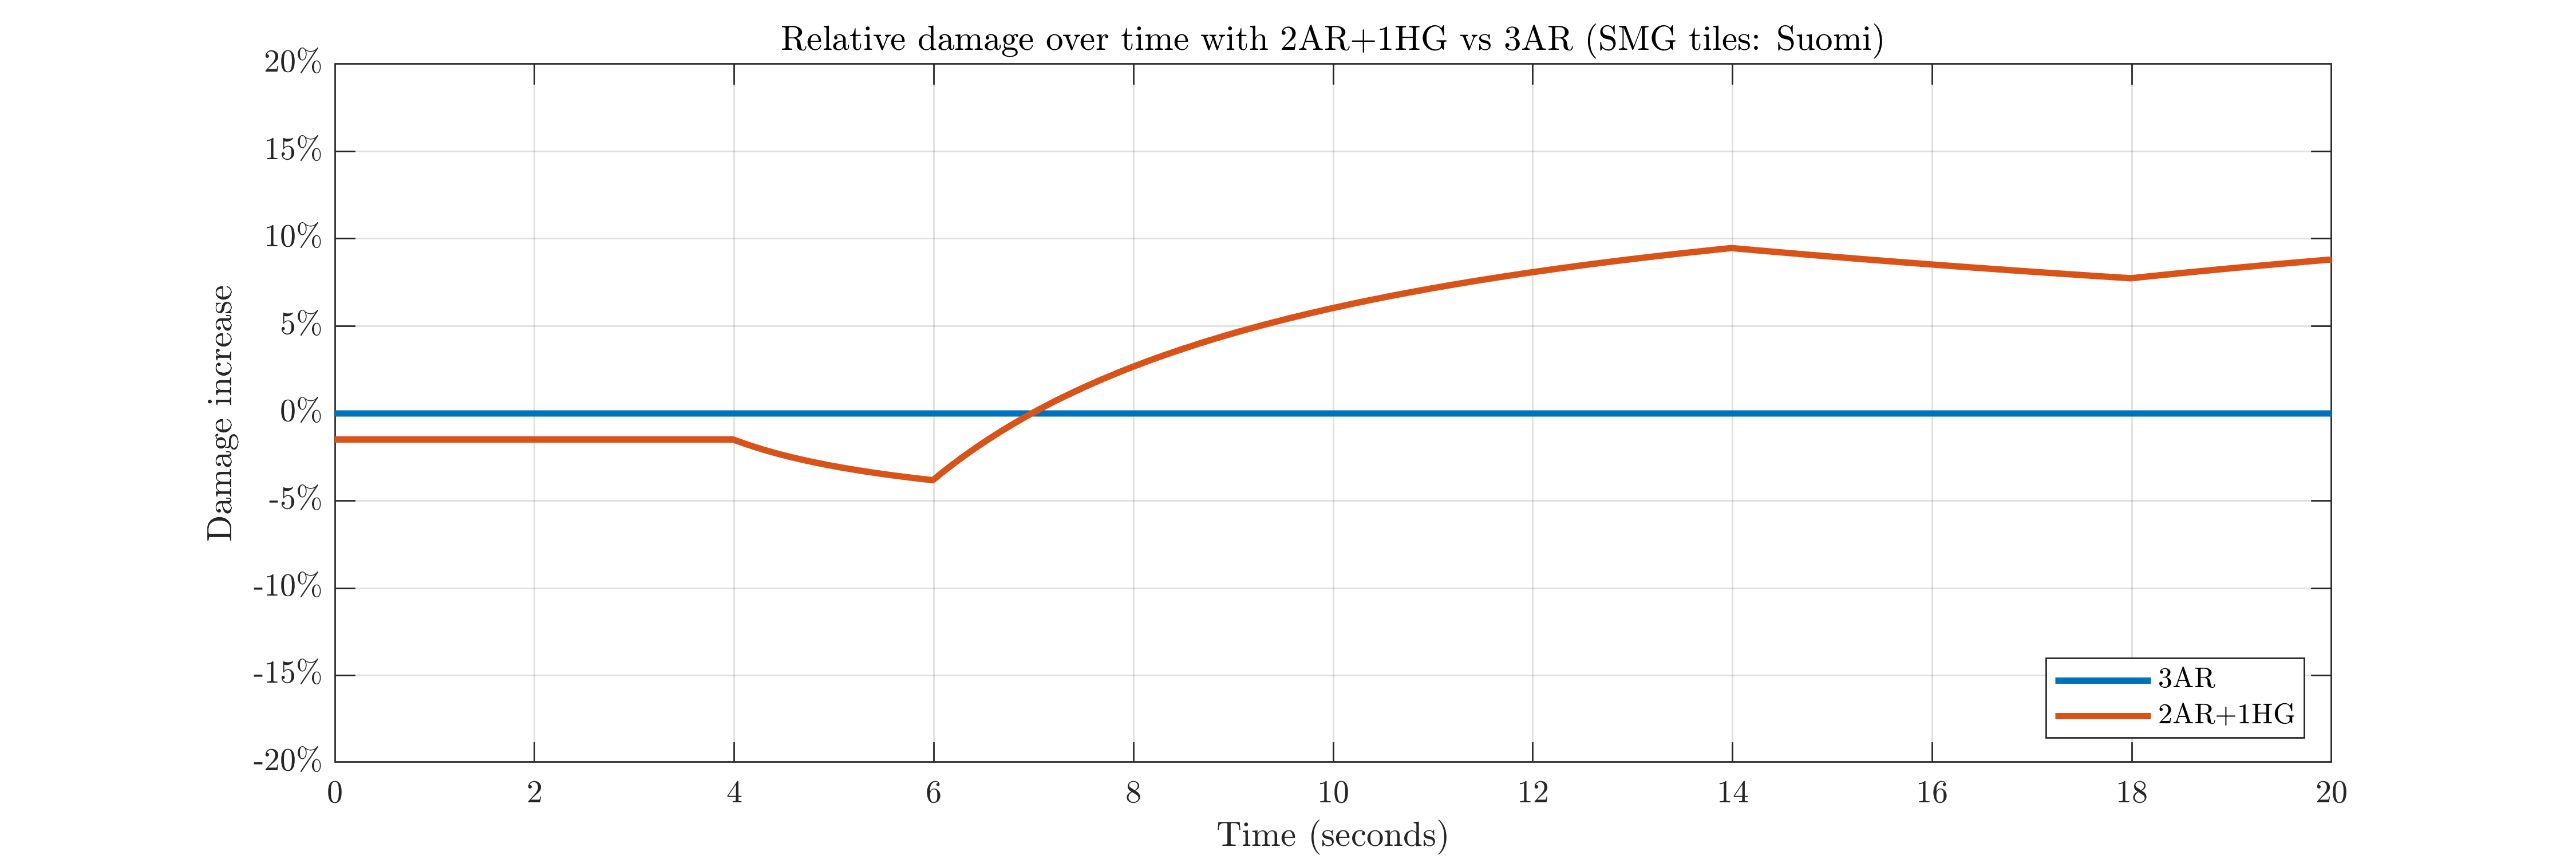 Relative damage over time with 2AR+1HG vs 3AR (SMG tiles: Suomi)
20%
15%
10%
5%
0%
-5%
-10%
-15%
-20%
Damage increase
0 2 4 6 8 10 12 14 16 18 20
Time (seconds)
3AR
2AR+1HG